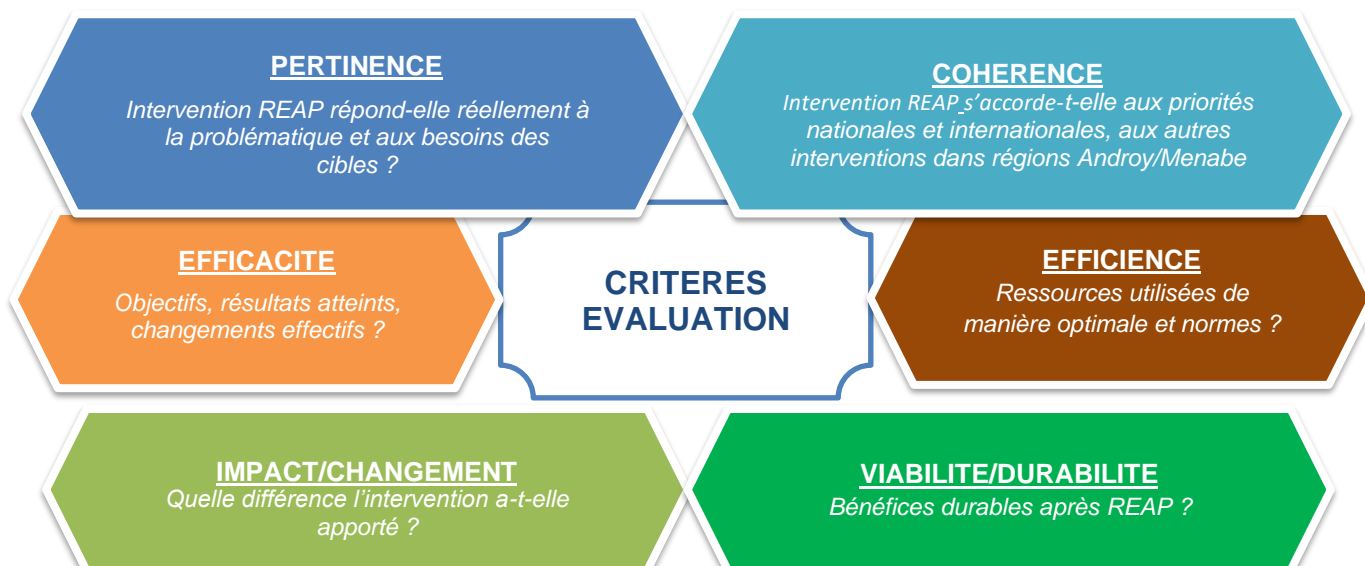 PERTINENCE
Intervention REAP répond-elle réellement à
la problématique et aux besoins des
cibles ?
COHERENCE
Intervention REAP s’accorde-t-elle aux priorités
nationales et internationales, aux autres
interventions dans régions Androy/Menabe
EFFICACITE
Objectifs, résultats atteints,
changements effectifs ?
CRITERES
EVALUATION
EFFICIENCE
Ressources utilisées de
manière optimale et normes ?
IMPACT/CHANGEMENT
Quelle différence l’intervention a-t-elle
apporté ?
VIABILITE/DURABILITE
Bénéfices durables après REAP ?